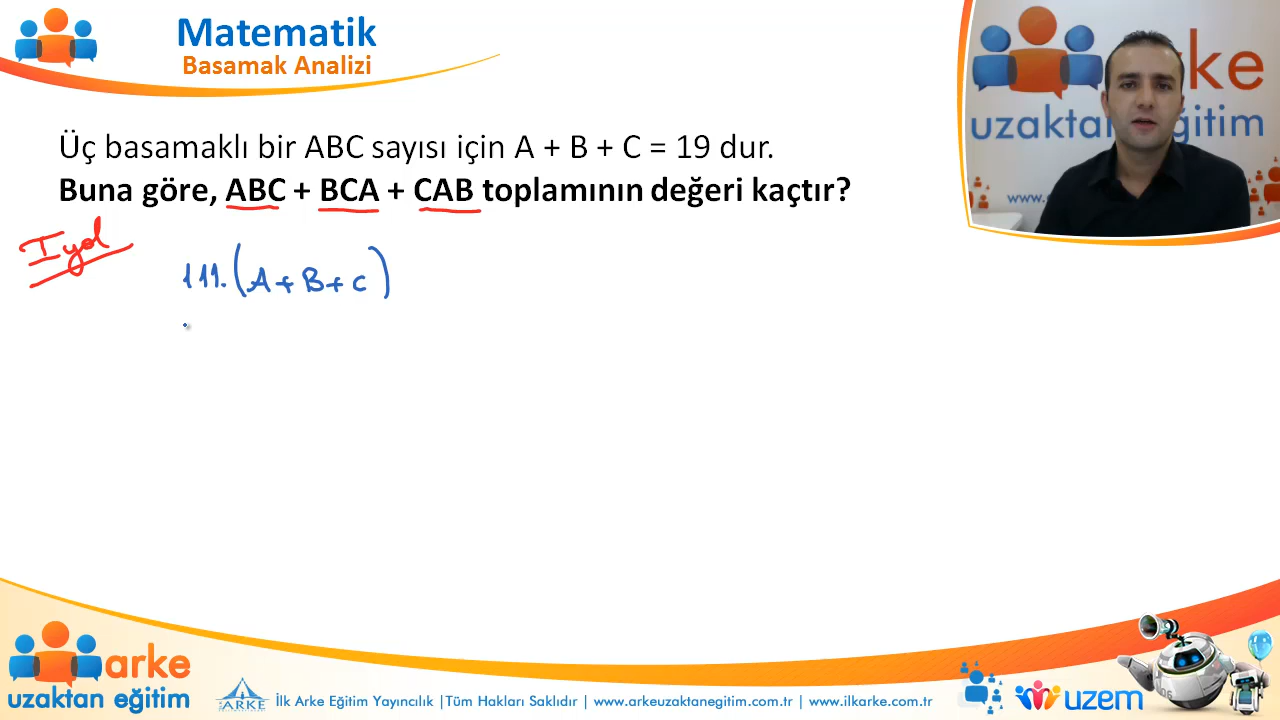 Matematik
Basamak Analizi
arke
uzaktan eğitim
Üç basamaklı bir ABC sayısı için A + B + C = 19 dur.
Buna göre, ABC + BCA + CAB toplamının değeri kaçtır?
I yol
111.(A+B+C)
arke
uzaktan eğitim
ARKE
İlk Arke Eğitim Yayıncılık |Tüm Hakları Saklıdır | www.arkeuzaktanegitim.com.tr | www.ilkarke.com.tr
uzem